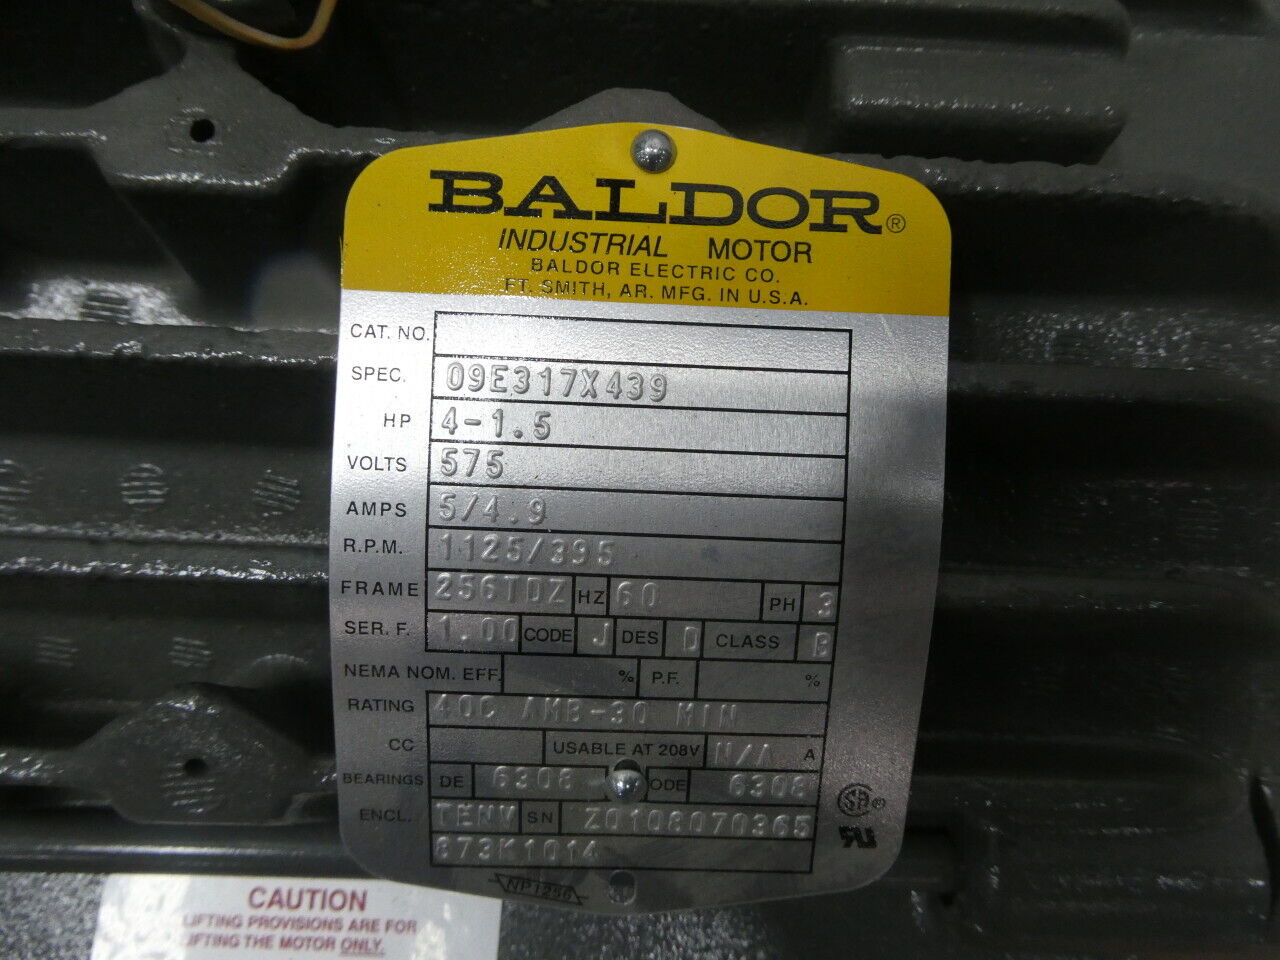 BALDOR®
INDUSTRIAL MOTOR
BALDOR ELECTRIC CO.
FT. SMITH, AR. MFG. IN U.S.A.
CAT. NO.
SPEC. 09E317X439
HP 4-1.5
VOLTS 575
AMPS 5/4.9
R.P.M. 1125/395
FRAME 256TDZ HZ 60 PH 3
SER. F. 1.00 CODE J DES D CLASS B
NEMA NOM. EFF. % P.F. %
RATING 40C AMB-30 MIN
CC USABLE AT 208V N/A A
BEARINGS DE 6308 ODE 6308
ENCL. TENV SN Z0108070365
673K1014
NP1256
CAUTION
LIFTING PROVISIONS ARE FOR
LIFTING THE MOTOR ONLY.